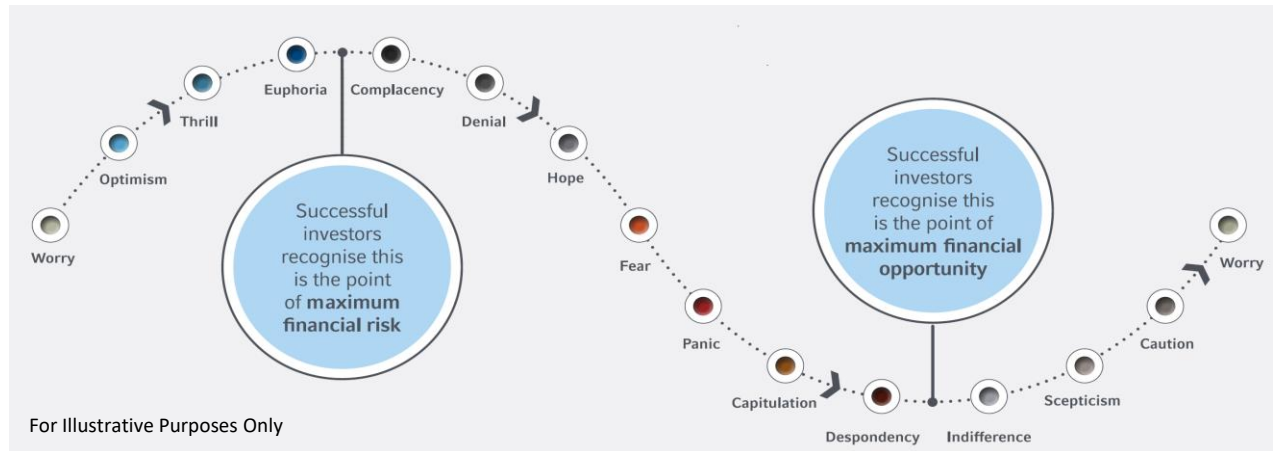 Worry
Optimism
Thrill
Euphoria
Complacency
Denial
Hope
Fear
Panic
Capitulation
Despondency
Indifference
Scepticism
Caution
Worry
Successful
investors
recognise this
is the point
of maximum
financial risk
Successful
investors
recognise this
is the point of
maximum financial
opportunity
For Illustrative Purposes Only